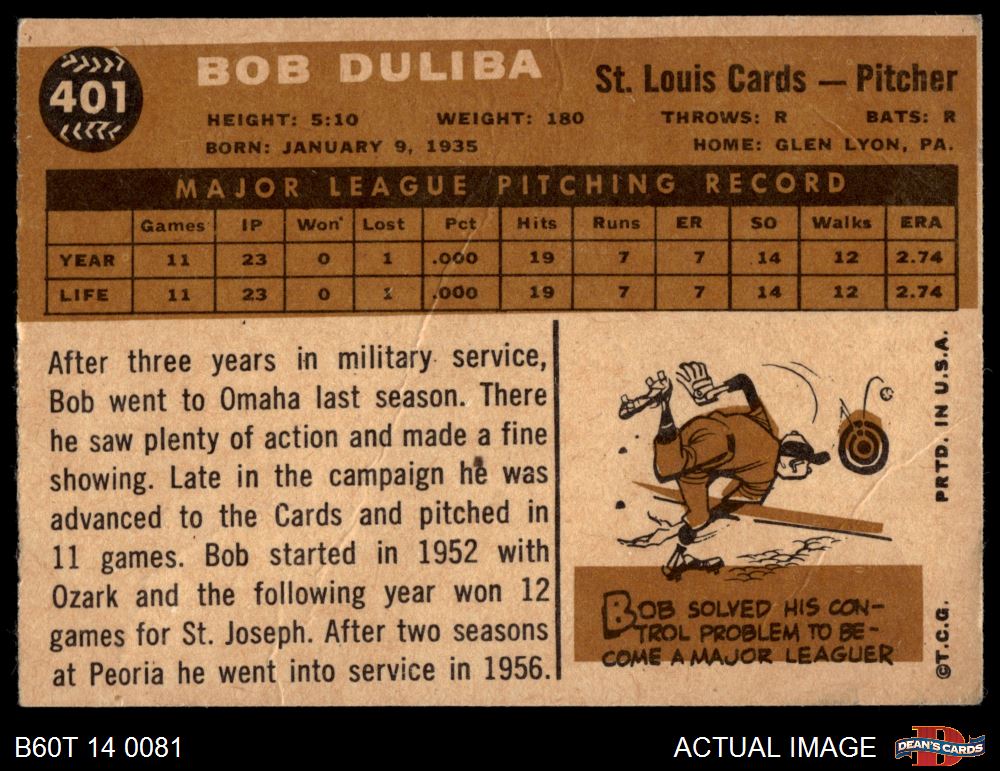 401
BOB DULIBA
St. Louis Cards — Pitcher
HEIGHT: 5:10 WEIGHT: 180 THROWS: R BATS: R
BORN: JANUARY 9, 1935 HOME: GLEN LYON, PA.
MAJOR LEAGUE PITCHING RECORD
Games IP Won Lost Pct Hits Runs ER SO Walks ERA
YEAR 11 23 0 1 .000 19 7 7 14 12 2.74
LIFE 11 23 0 1 .000 19 7 7 14 12 2.74
After three years in military service,
Bob went to Omaha last season. There
he saw plenty of action and made a fine
showing. Late in the campaign he was
advanced to the Cards and pitched in
11 games. Bob started in 1952 with
Ozark and the following year won 12
games for St. Joseph. After two seasons
at Peoria he went into service in 1956.
BOB SOLVED HIS CON-
TROL PROBLEM TO BE-
COME A MAJOR LEAGUER
©T.C.G. PRTD. IN U.S.A.
B60T 14 0081
ACTUAL IMAGE
D
DEAN'S CARDS